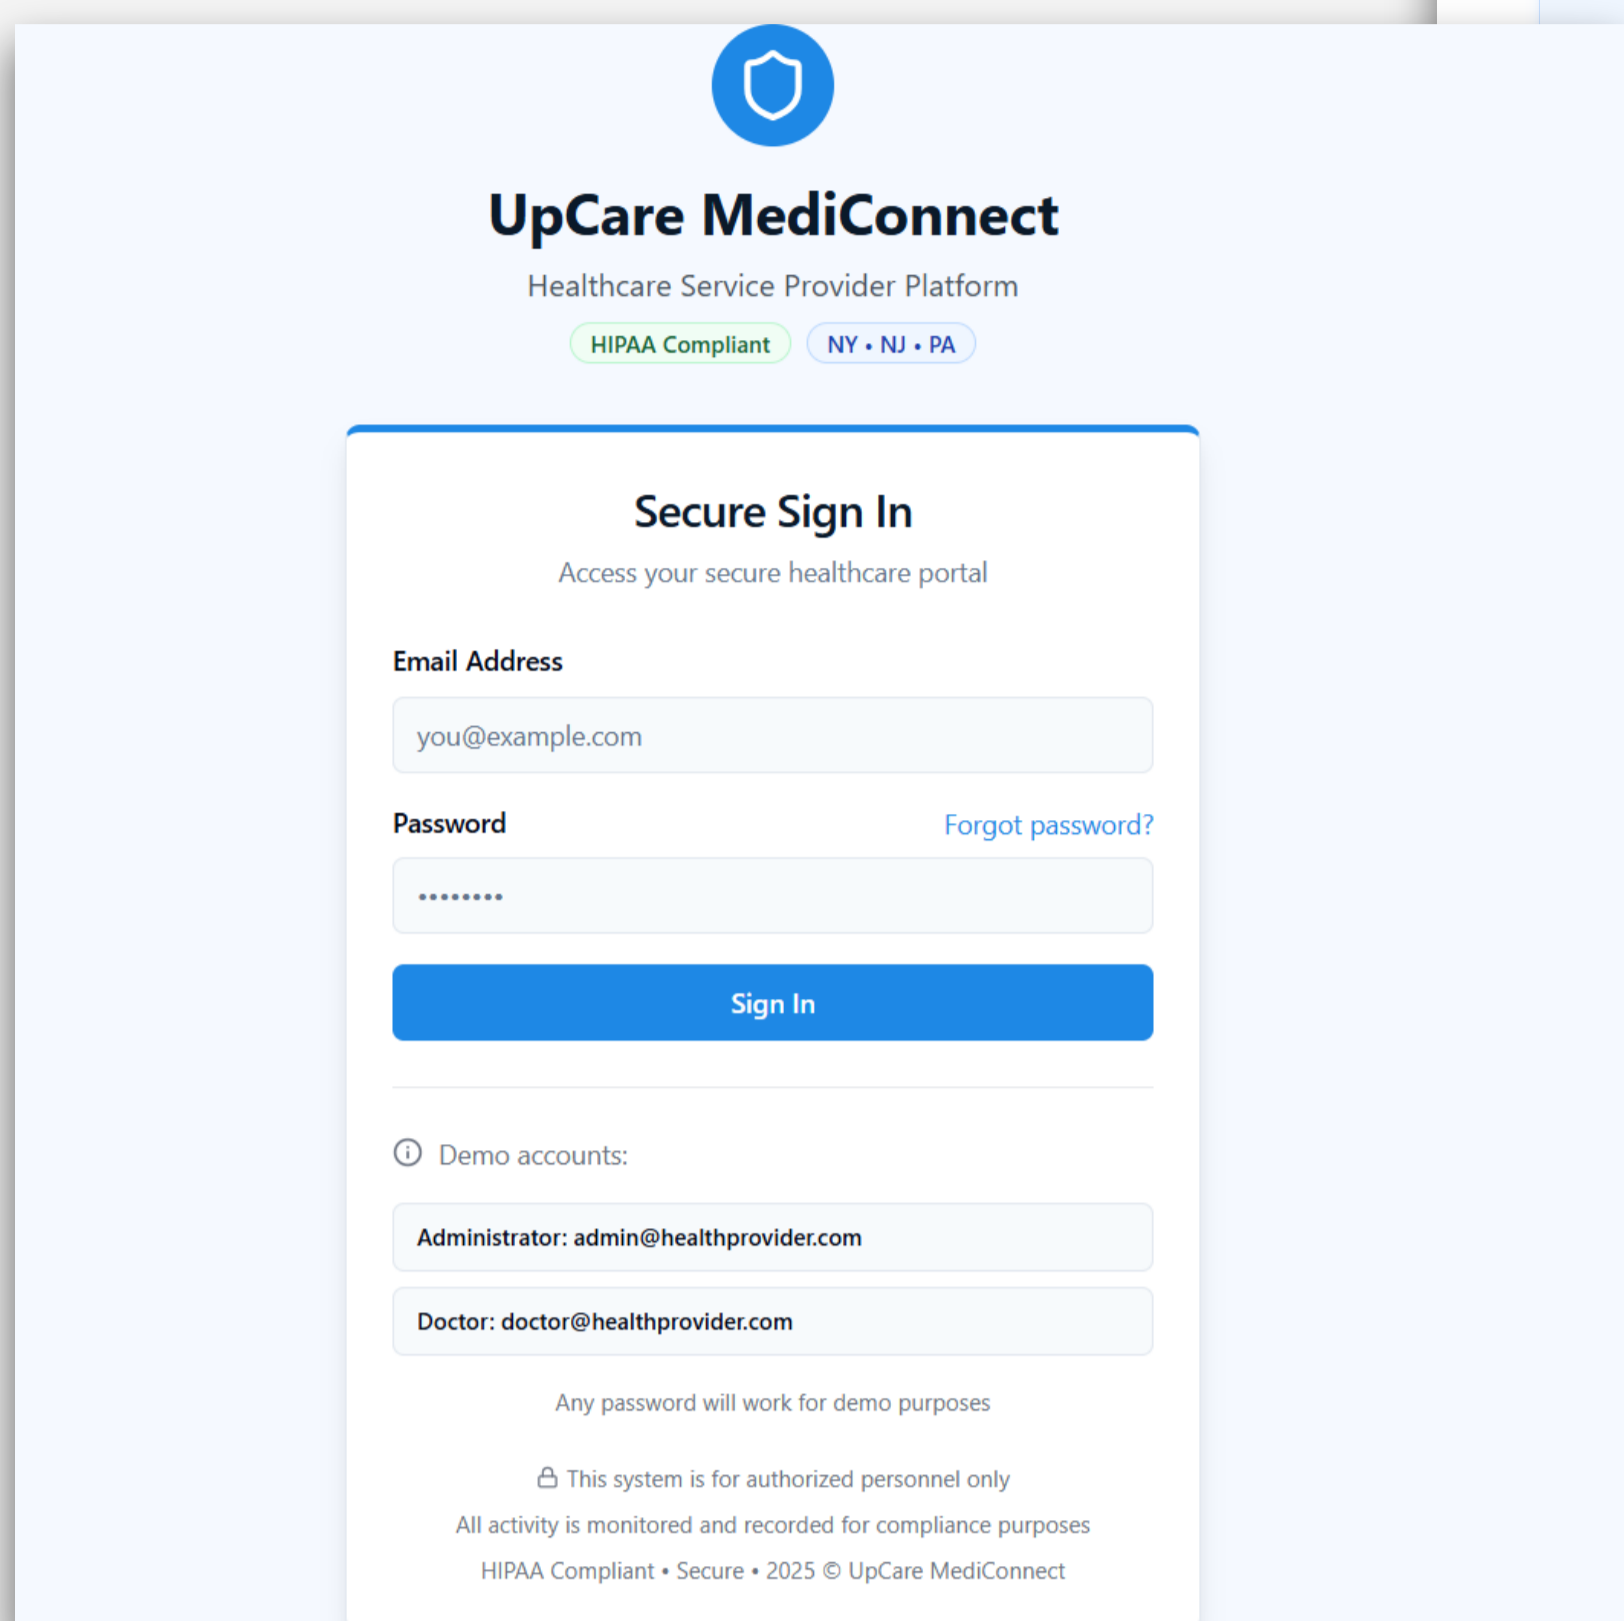 UpCare MediConnect
Healthcare Service Provider Platform
HIPAA Compliant NY • NJ • PA
Secure Sign In
Access your secure healthcare portal
Email Address
you@example.com
Password Forgot password?
••••••••
Sign In
Demo accounts:
Administrator: admin@healthprovider.com
Doctor: doctor@healthprovider.com
Any password will work for demo purposes
This system is for authorized personnel only
All activity is monitored and recorded for compliance purposes
HIPAA Compliant • Secure • 2025 © UpCare MediConnect